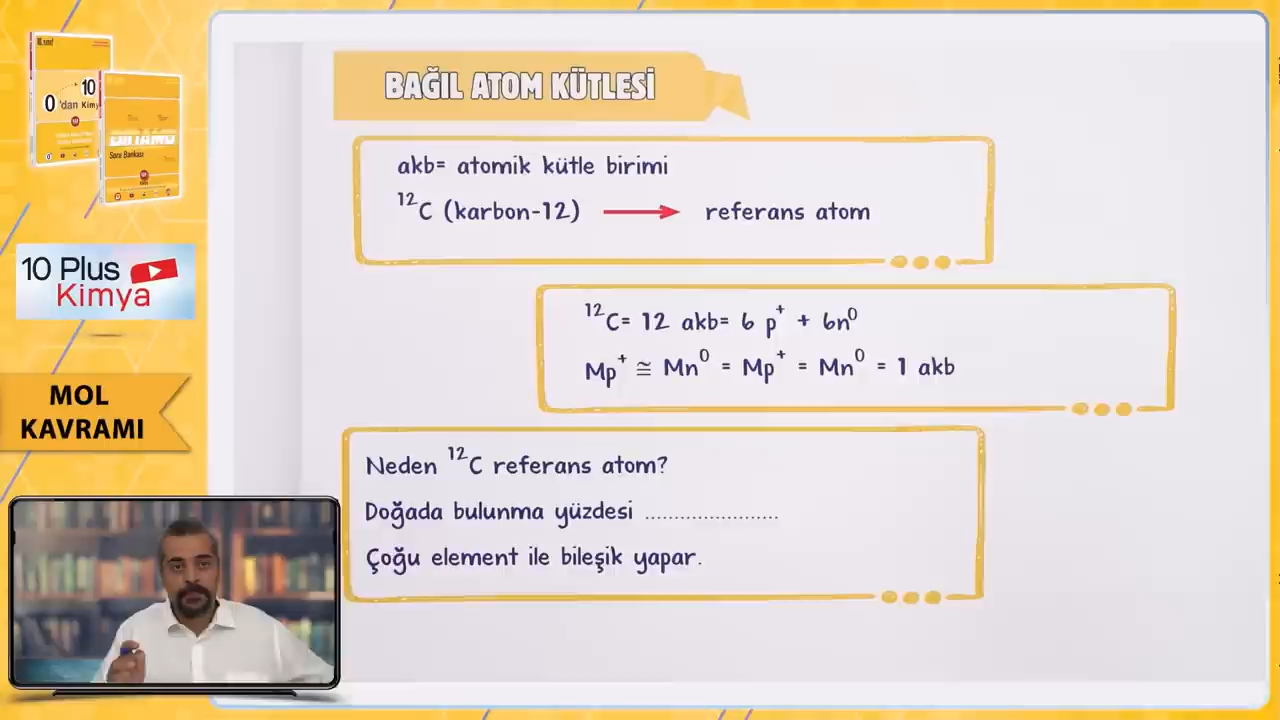 BAĞIL ATOM KÜTLESİ
akb= atomik kütle birimi
¹²C (karbon-12) → referans atom
¹²C= 12 akb= 6 p⁺ + 6n⁰
Mp⁺ ≅ Mn⁰ = Mp⁺ = Mn⁰ = 1 akb
Neden ¹²C referans atom?
Doğada bulunma yüzdesi .......................
Çoğu element ile bileşik yapar.
0 10
'dan Kimy
Soru Bankası
10 Plus
Kimya
MOL
KAVRAMI